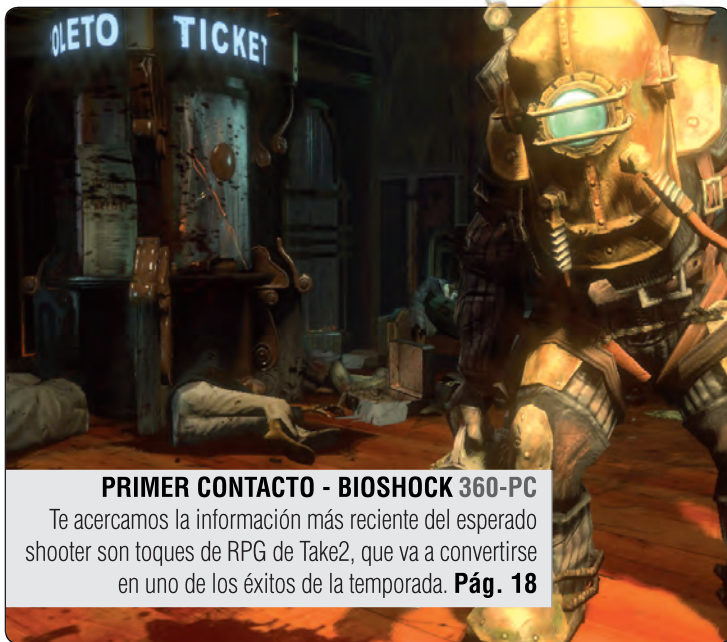 OLETO TICKET
PRIMER CONTACTO - BIOSHOCK 360-PC
Te acercamos la información más reciente del esperado
shooter son toques de RPG de Take2, que va a convertirse
en uno de los éxitos de la temporada. Pág. 18